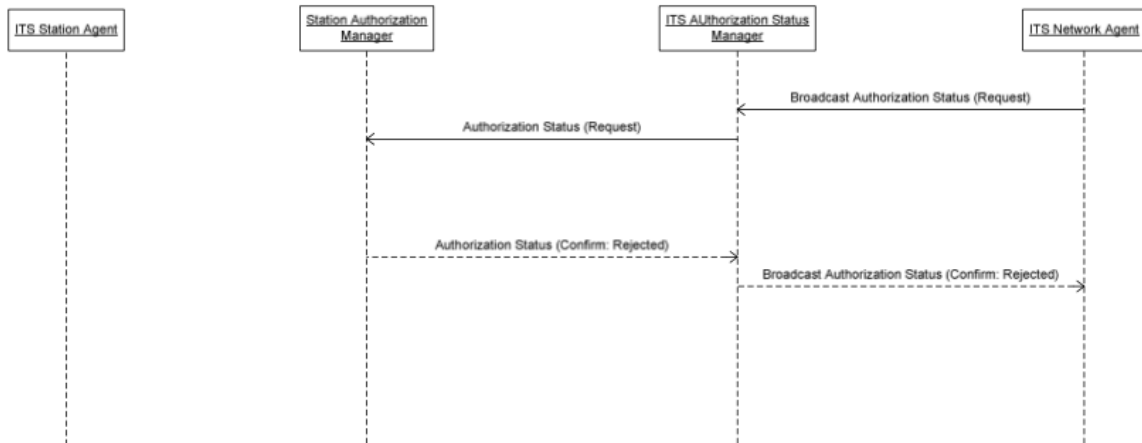 ITS Station Agent
Station Authorization
Manager
ITS AUthorization Status
Manager
ITS Network Agent
Broadcast Authorization Status (Request)
Authorization Status (Request)
Authorization Status (Confirm: Rejected)
Broadcast Authorization Status (Confirm: Rejected)